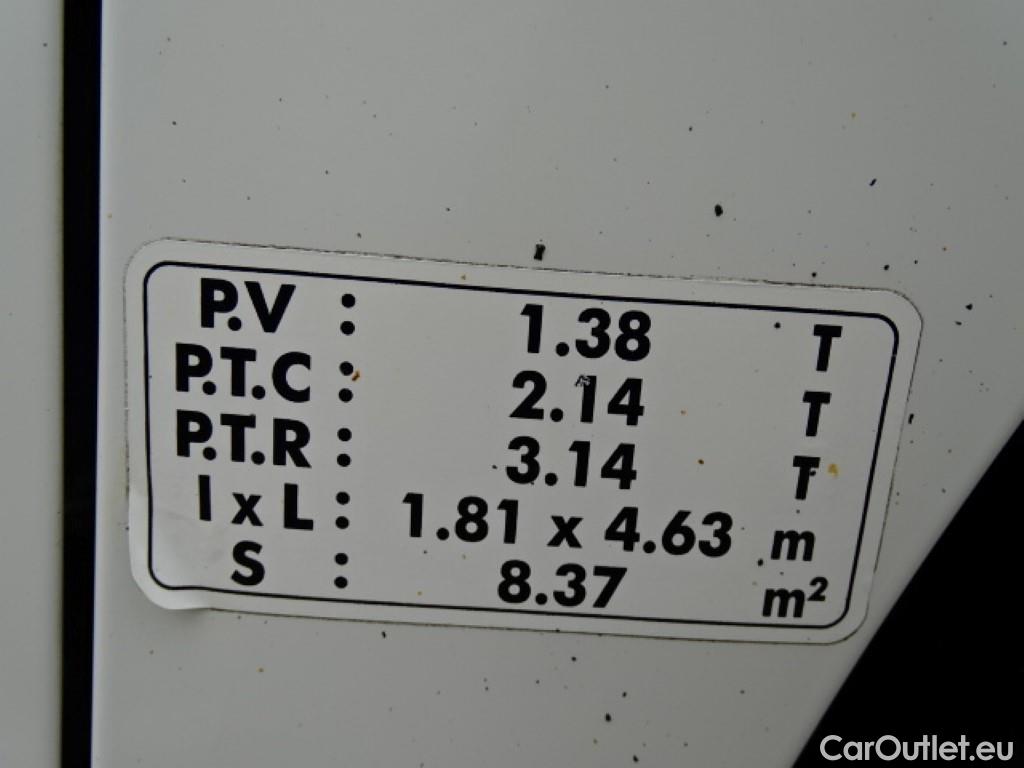 P.V : 1.38 T
P.T.C : 2.14 T
P.T.R : 3.14 T
l x L : 1.81 x 4.63 m
S : 8.37 m²
CarOutlet.eu